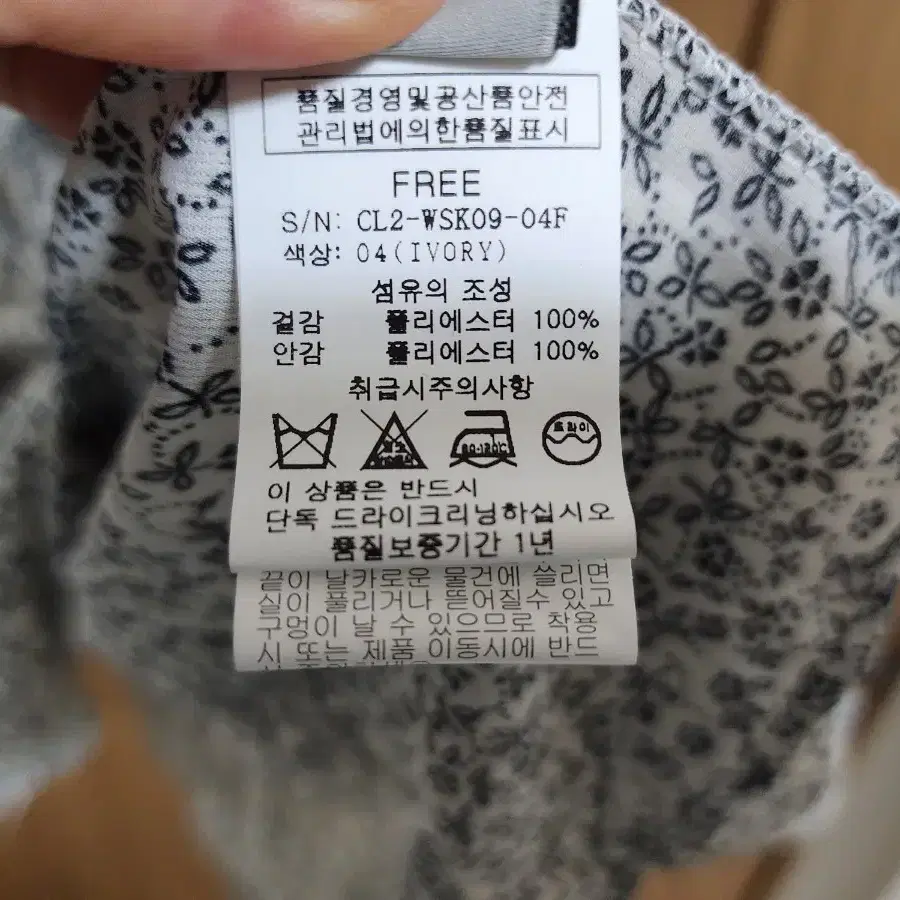 품질경영및공산품안전
관리법에의한품질표시
FREE
S/N: CL2-WSK09-04F
색상: 04(IVORY)
섬유의 조성
겉감 폴리에스터 100%
안감 폴리에스터 100%
취급시주의사항
80-120℃
드라이
이 상품은 반드시
단독 드라이크리닝하십시오
품질보증기간 1년
끝이 날카로운 물건에 쓸리면
실이 풀리거나 뜯어질수 있고
구멍이 날 수 있으므로 착용
시 또는 제품 이동시에 반드